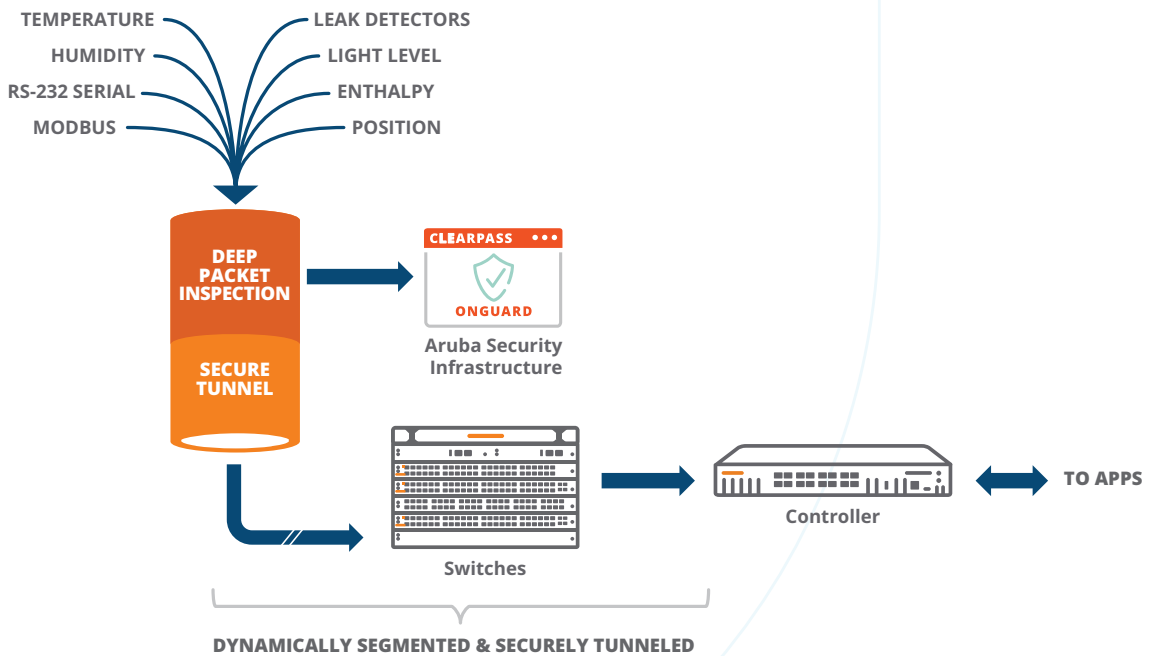 TEMPERATURE
HUMIDITY
RS-232 SERIAL
MODBUS
LEAK DETECTORS
LIGHT LEVEL
ENTHALPY
POSITION
DEEP
PACKET
INSPECTION
SECURE
TUNNEL
CLEARPASS
ONGUARD
Aruba Security
Infrastructure
Switches
Controller
TO APPS
DYNAMICALLY SEGMENTED & SECURELY TUNNELED